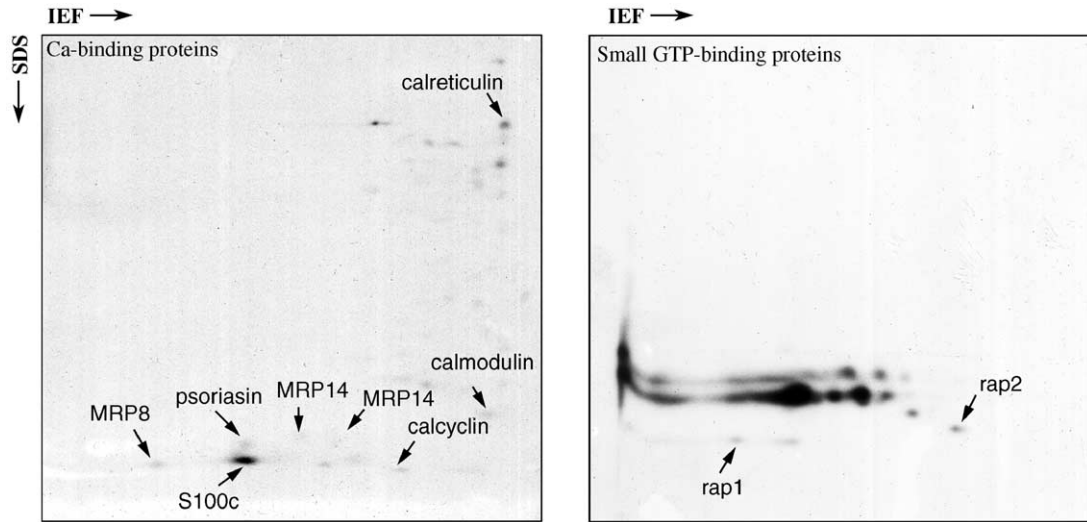 IEF
SDS
Ca-binding proteins
calreticulin
calmodulin
MRP14
MRP14
psoriasin
MRP8
calcyclin
S100c
IEF
Small GTP-binding proteins
rap2
rap1